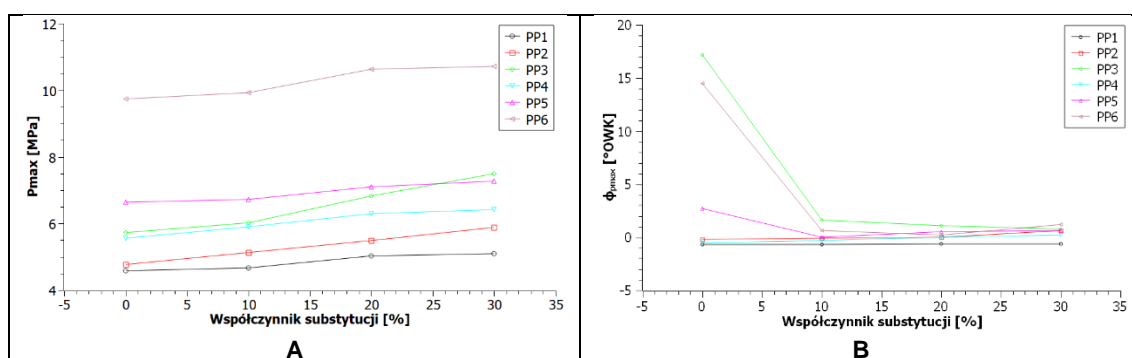 12
10
8
6
4
Pmax [MPa]
-5 0 5 10 15 20 25 30 35
Współczynnik substytucji [%]
PP1
PP2
PP3
PP4
PP5
PP6
A
20
15
10
5
0
-5
ϕpmax [°OWK]
-5 0 5 10 15 20 25 30 35
Współczynnik substytucji [%]
PP1
PP2
PP3
PP4
PP5
PP6
B